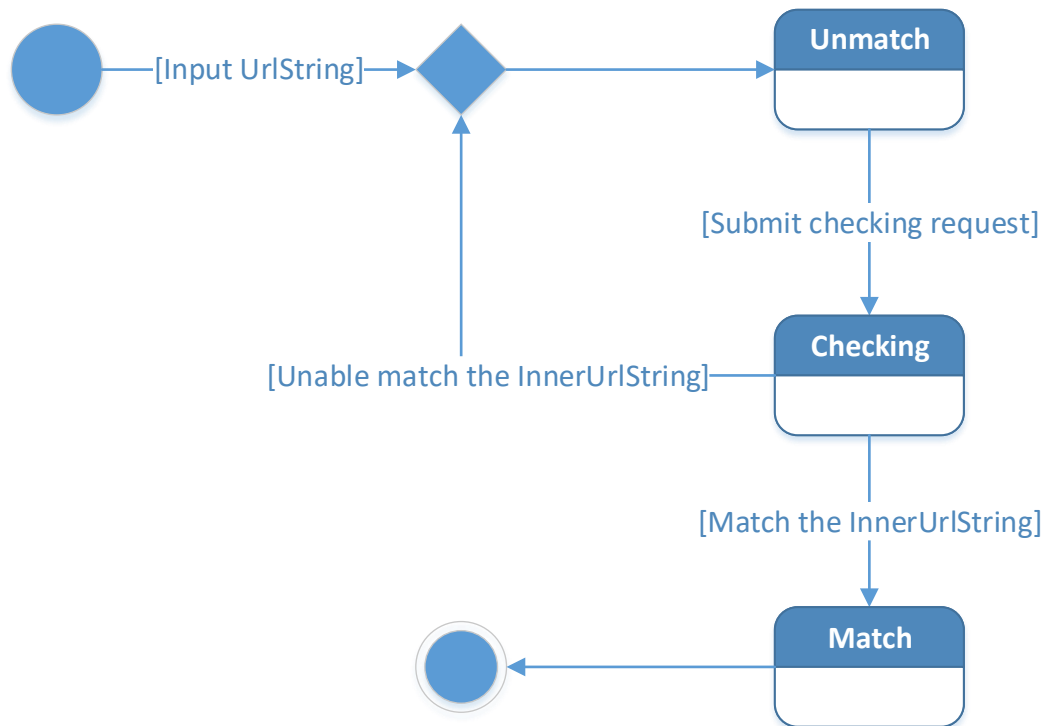 Unmatch
[Input UrlString]
[Submit checking request]
Checking
[Unable match the InnerUrlString]
[Match the InnerUrlString]
Match